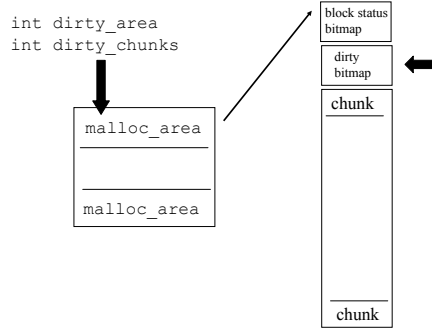 int dirty_area
int dirty_chunks
malloc_area
malloc_area
block status
bitmap
dirty
bitmap
chunk
chunk